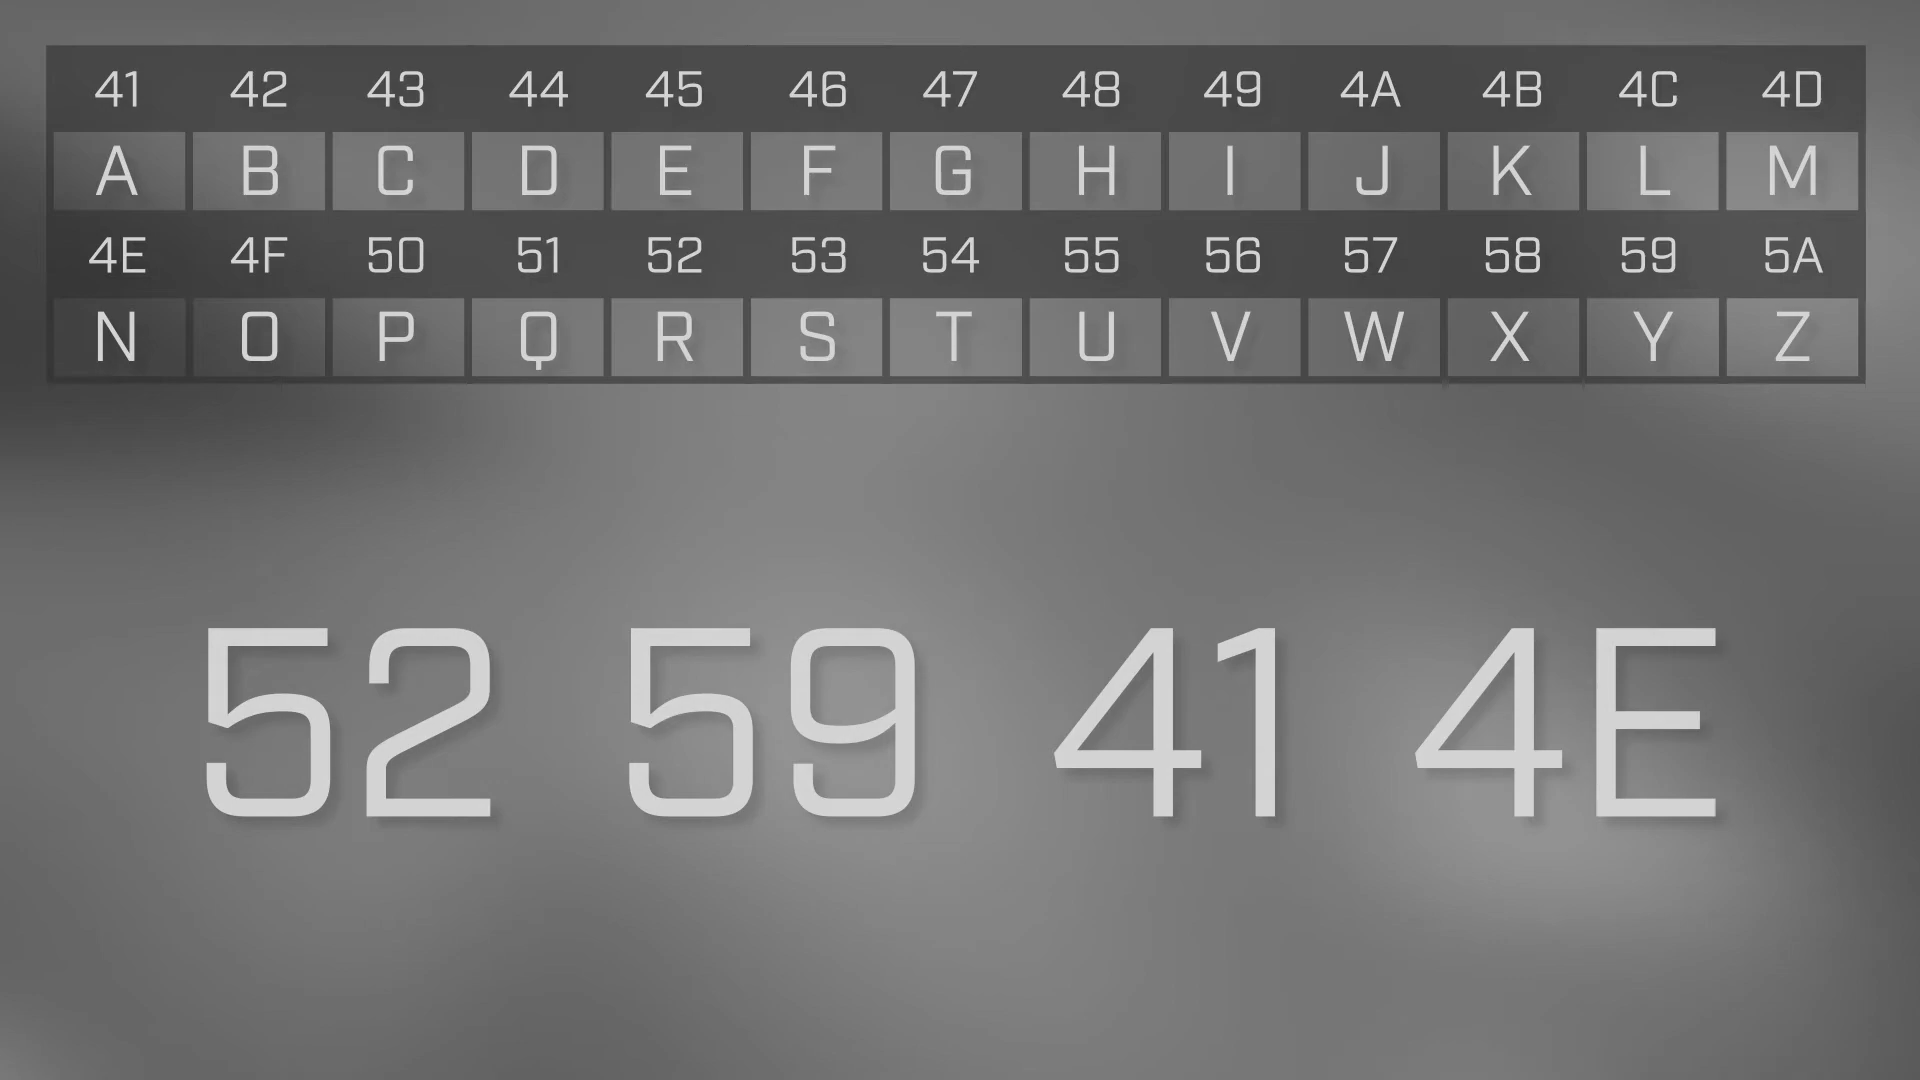 41 42 43 44 45 46 47 48 49 4A 4B 4C 4D
A B C D E F G H I J K L M
4E 4F 50 51 52 53 54 55 56 57 58 59 5A
N O P Q R S T U V W X Y Z
52 59 41 4E